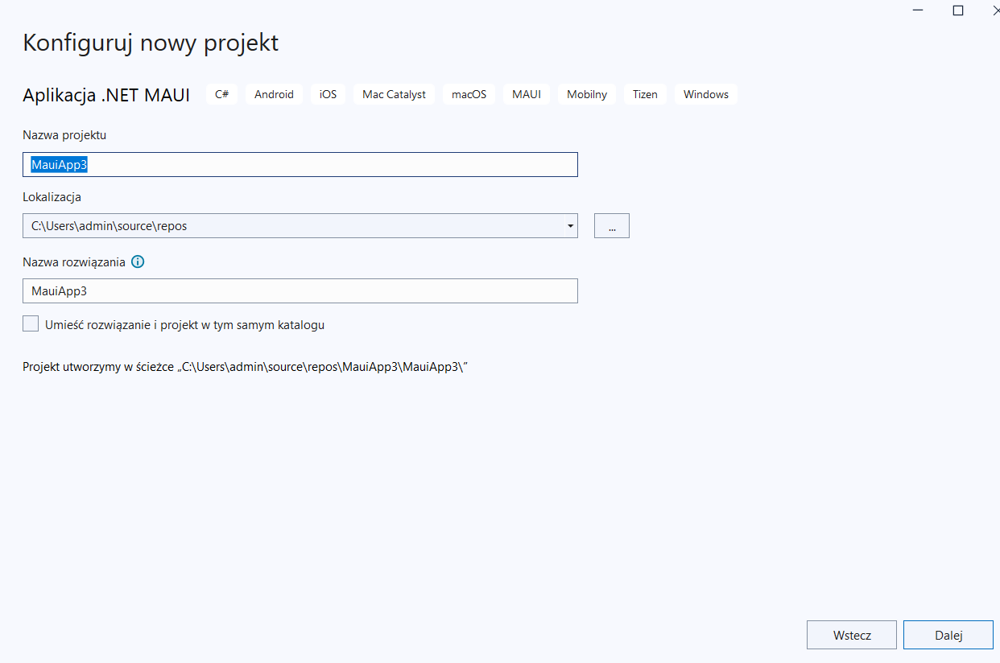 Konfiguruj nowy projekt
Aplikacja .NET MAUI C# Android iOS Mac Catalyst macOS MAUI Mobilny Tizen Windows
Nazwa projektu
MauiApp3
Lokalizacja
C:\Users\admin\source\repos ...
Nazwa rozwiązania
MauiApp3
Umieść rozwiązanie i projekt w tym samym katalogu
Projekt utworzymy w ścieżce „C:\Users\admin\source\repos\MauiApp3\MauiApp3\”
Wstecz Dalej